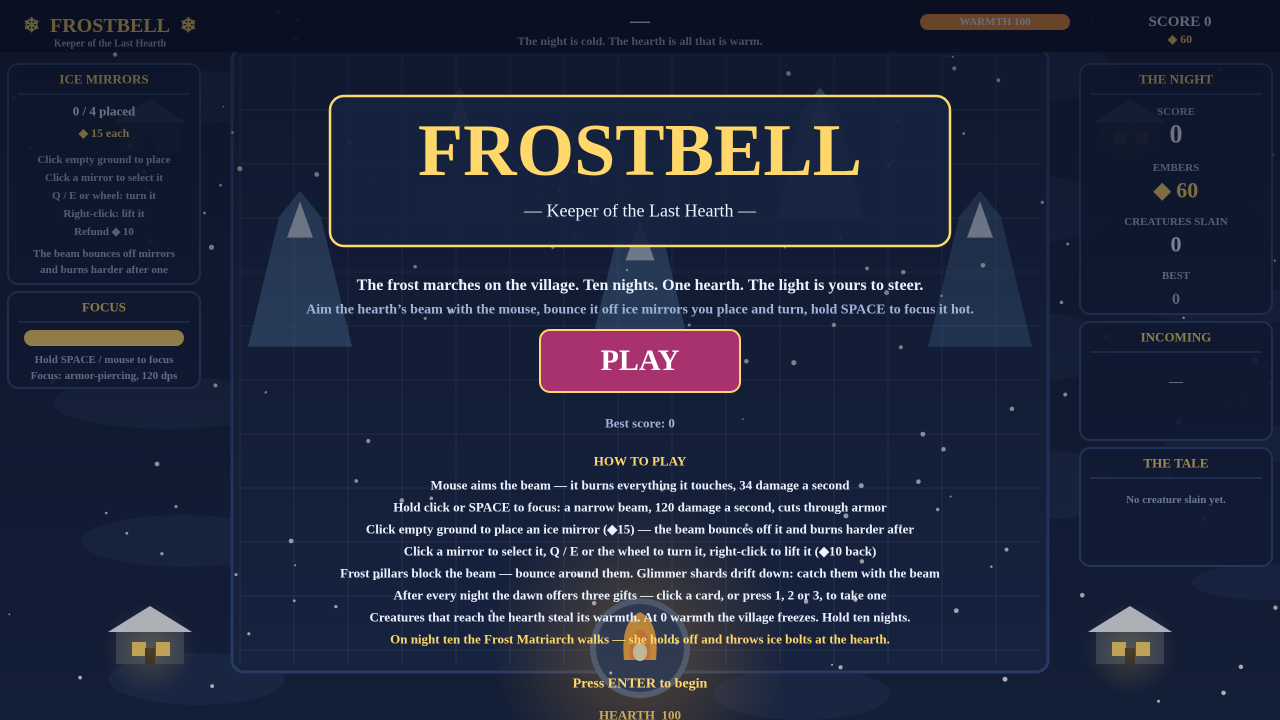 ❄ FROSTBELL ❄
Keeper of the Last Hearth
—
The night is cold. The hearth is all that is warm.
WARMTH 100
SCORE 0
◆ 60
ICE MIRRORS
0 / 4 placed
◆ 15 each
Click empty ground to place
Click a mirror to select it
Q / E or wheel: turn it
Right-click: lift it
Refund ◆ 10
The beam bounces off mirrors
and burns harder after one
FOCUS
Hold SPACE / mouse to focus
Focus: armor-piercing, 120 dps
FROSTBELL
— Keeper of the Last Hearth —
The frost marches on the village. Ten nights. One hearth. The light is yours to steer.
Aim the hearth’s beam with the mouse, bounce it off ice mirrors you place and turn, hold SPACE to focus it hot.
PLAY
Best score: 0
HOW TO PLAY
Mouse aims the beam — it burns everything it touches, 34 damage a second
Hold click or SPACE to focus: a narrow beam, 120 damage a second, cuts through armor
Click empty ground to place an ice mirror (◆15) — the beam bounces off it and burns harder after
Click a mirror to select it, Q / E or the wheel to turn it, right-click to lift it (◆10 back)
Frost pillars block the beam — bounce around them. Glimmer shards drift down: catch them with the beam
After every night the dawn offers three gifts — click a card, or press 1, 2 or 3, to take one
Creatures that reach the hearth steal its warmth. At 0 warmth the village freezes. Hold ten nights.
On night ten the Frost Matriarch walks — she holds off and throws ice bolts at the hearth.
Press ENTER to begin
HEARTH 100
THE NIGHT
SCORE
0
EMBERS
◆ 60
CREATURES SLAIN
0
BEST
0
INCOMING
—
THE TALE
No creature slain yet.